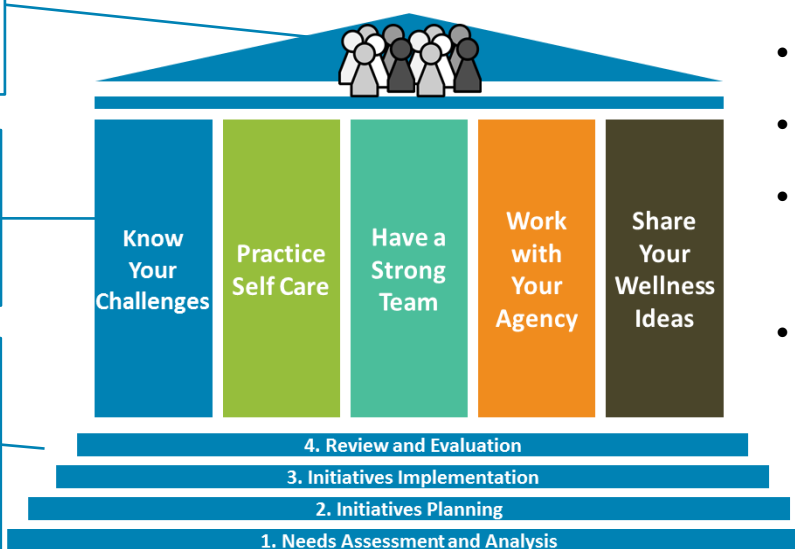 Know
Your
Challenges
Practice
Self Care
Have a
Strong
Team
Work
with
Your
Agency
Share
Your
Wellness
Ideas
4. Review and Evaluation
3. Initiatives Implementation
2. Initiatives Planning
1. Needs Assessment and Analysis